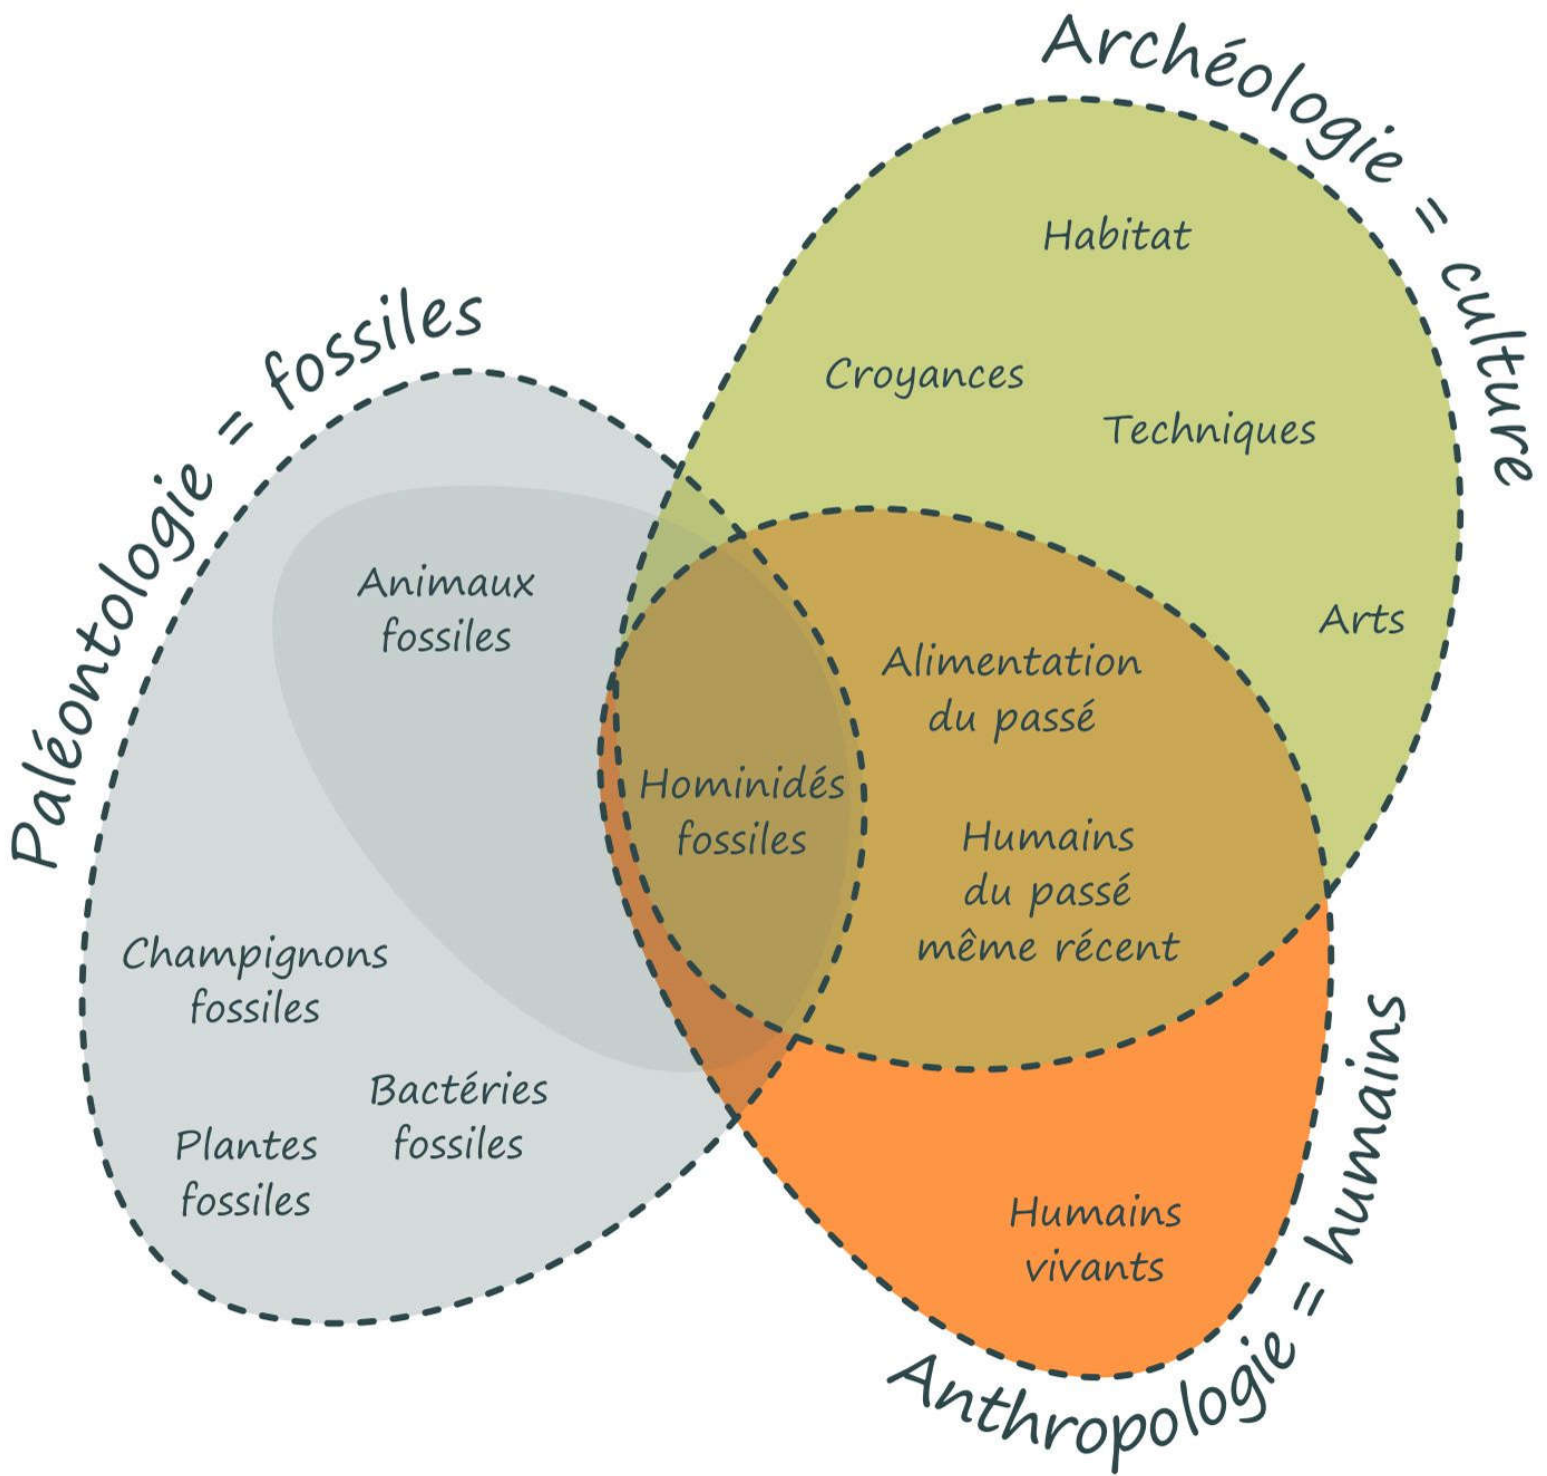 Archéologie = culture
Habitat
Croyances
Techniques
Arts
Paléontologie = fossiles
Animaux
fossiles
Champignons
fossiles
Bactéries
fossiles
Plantes
fossiles
Hominidés
fossiles
Alimentation
du passé
Humains
du passé
même récent
Humains
vivants
Anthropologie = humains